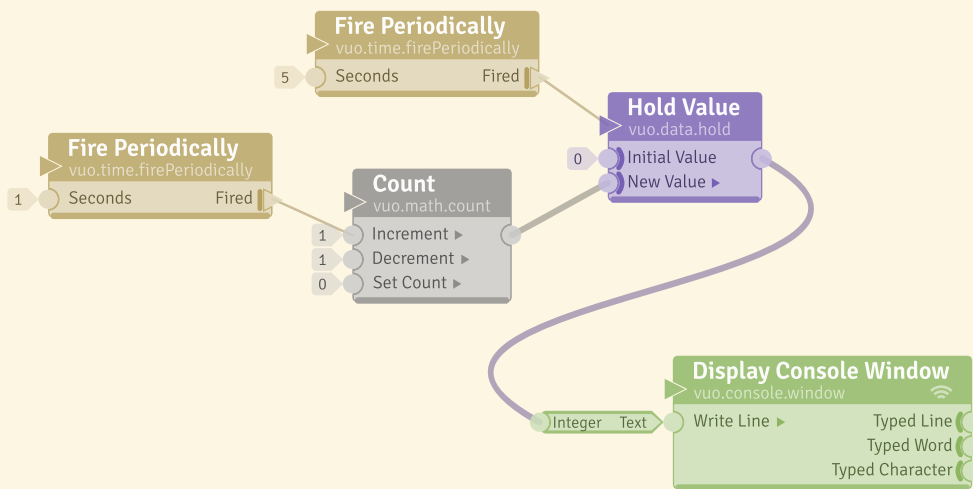 Fire Periodically
vuo.time.firePeriodically
5 Seconds Fired
Hold Value
vuo.data.hold
0 Initial Value
New Value
Fire Periodically
vuo.time.firePeriodically
1 Seconds Fired
Count
vuo.math.count
1 Increment
1 Decrement
0 Set Count
Display Console Window
vuo.console.window
Integer Text
Write Line Typed Line
Typed Word
Typed Character